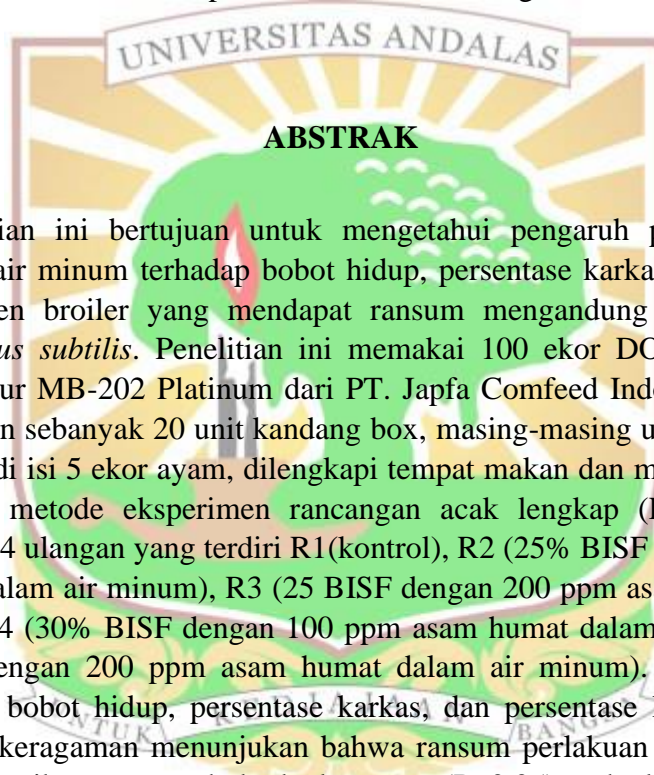 UNIVERSITAS ANDALAS
ABSTRAK
ian ini bertujuan untuk mengetahui pengaruh p
air minum terhadap bobot hidup, persentase karka
en broiler yang mendapat ransum mengandung
us subtilis. Penelitian ini memakai 100 ekor DO
ur MB-202 Platinum dari PT. Japfa Comfeed Indo
n sebanyak 20 unit kandang box, masing-masing u
di isi 5 ekor ayam, dilengkapi tempat makan dan m
metode eksperimen rancangan acak lengkap (
4 ulangan yang terdiri R1(kontrol), R2 (25% BISF
alam air minum), R3 (25 BISF dengan 200 ppm as
4 (30% BISF dengan 100 ppm asam humat dalam
engan 200 ppm asam humat dalam air minum).
bobot hidup, persentase karkas, dan persentase
UNTUK KEDJAJAAN BANGSA
keragaman menunjukan bahwa ransum perlakuan